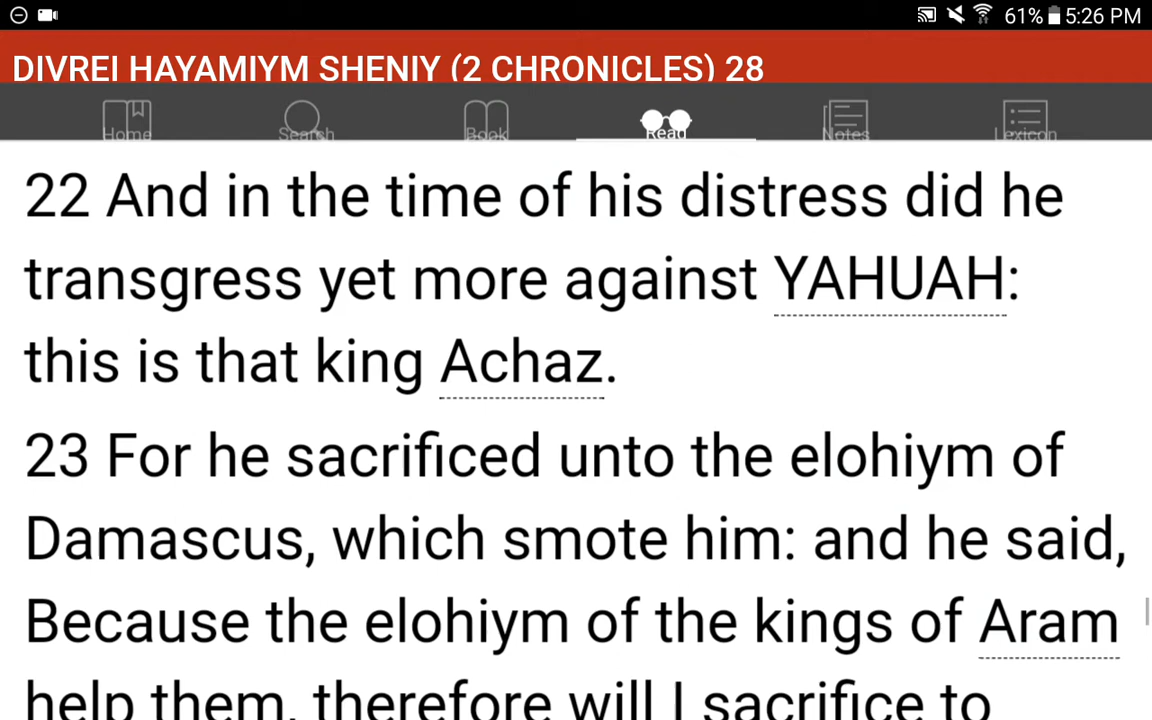 61% 5:26 PM
DIVREI HAYAMIYM SHENIY (2 CHRONICLES) 28
Home Search Book Read Notes Lexicon
22 And in the time of his distress did he
transgress yet more against YAHUAH:
this is that king Achaz.
23 For he sacrificed unto the elohiym of
Damascus, which smote him: and he said,
Because the elohiym of the kings of Aram
help them, therefore will I sacrifice to